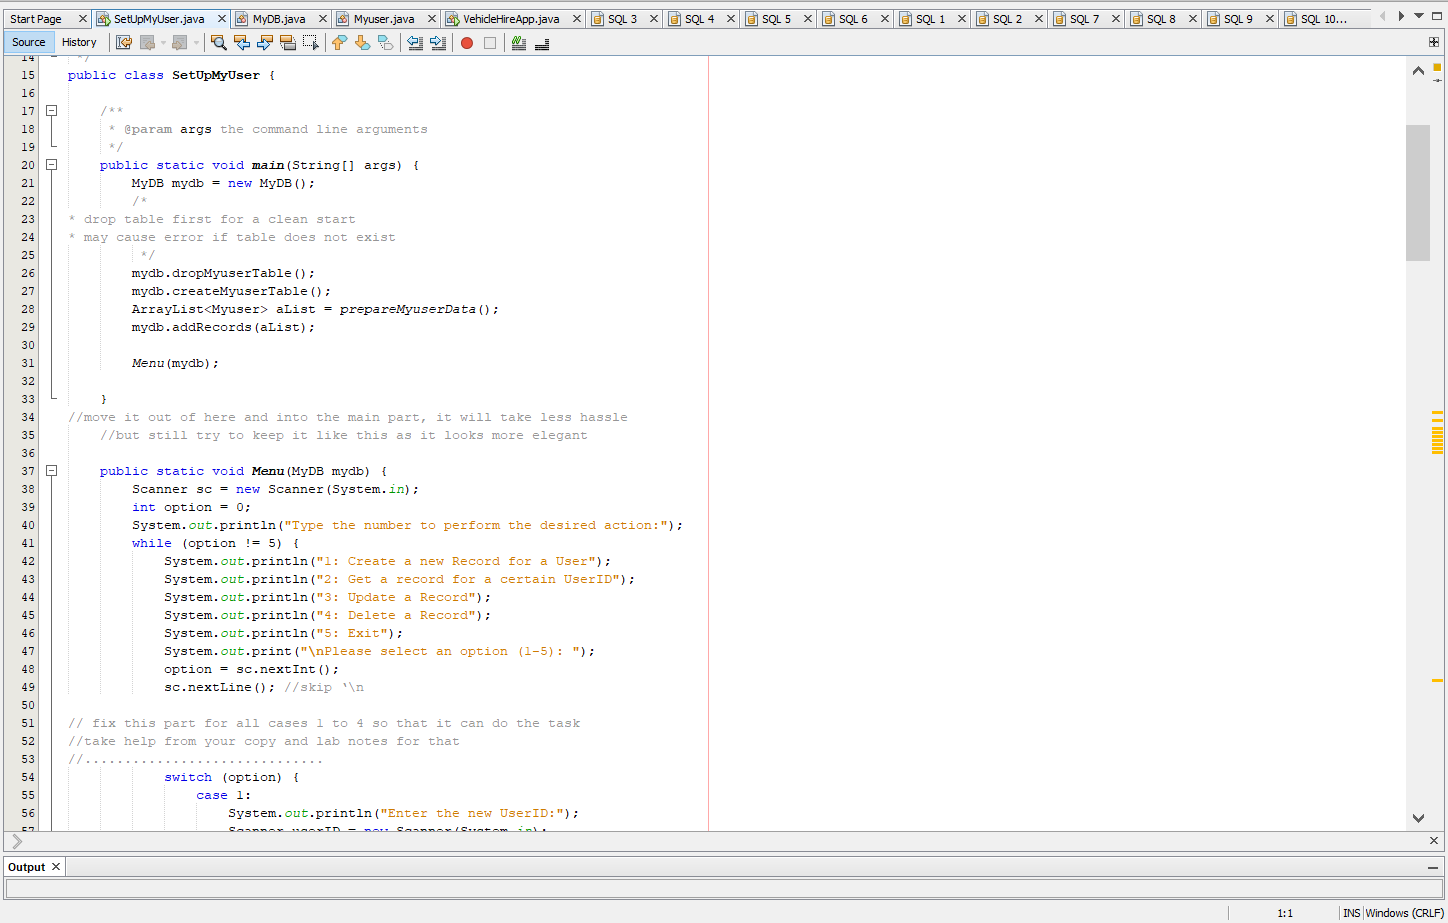 Start Page SetUpMyUser.java MyDB.java Myuser.java VehicleHireApp.java SQL 3 SQL 4 SQL 5 SQL 6 SQL 1 SQL 2 SQL 7 SQL 8 SQL 9 SQL 10...
Source History
14 */
15 public class SetUpMyUser {
16
17 /**
18 * @param args the command line arguments
19 */
20 public static void main(String[] args) {
21 MyDB mydb = new MyDB();
22 /*
23 * drop table first for a clean start
24 * may cause error if table does not exist
25 */
26 mydb.dropMyuserTable();
27 mydb.createMyuserTable();
28 ArrayList<Myuser> aList = prepareMyuserData();
29 mydb.addRecords(aList);
30
31 Menu(mydb);
32
33 }
34 //move it out of here and into the main part, it will take less hassle
35 //but still try to keep it like this as it looks more elegant
36
37 public static void Menu(MyDB mydb) {
38 Scanner sc = new Scanner(System.in);
39 int option = 0;
40 System.out.println("Type the number to perform the desired action:");
41 while (option != 5) {
42 System.out.println("1: Create a new Record for a User");
43 System.out.println("2: Get a record for a certain UserID");
44 System.out.println("3: Update a Record");
45 System.out.println("4: Delete a Record");
46 System.out.println("5: Exit");
47 System.out.print("\nPlease select an option (1-5): ");
48 option = sc.nextInt();
49 sc.nextLine(); //skip '\n
50
51 // fix this part for all cases 1 to 4 so that it can do the task
52 //take help from your copy and lab notes for that
53 //..............................
54 switch (option) {
55 case 1:
56 System.out.println("Enter the new UserID:");
57 Scanner userID = new Scanner(System.in);
Output
1:1 INS Windows (CRLF)